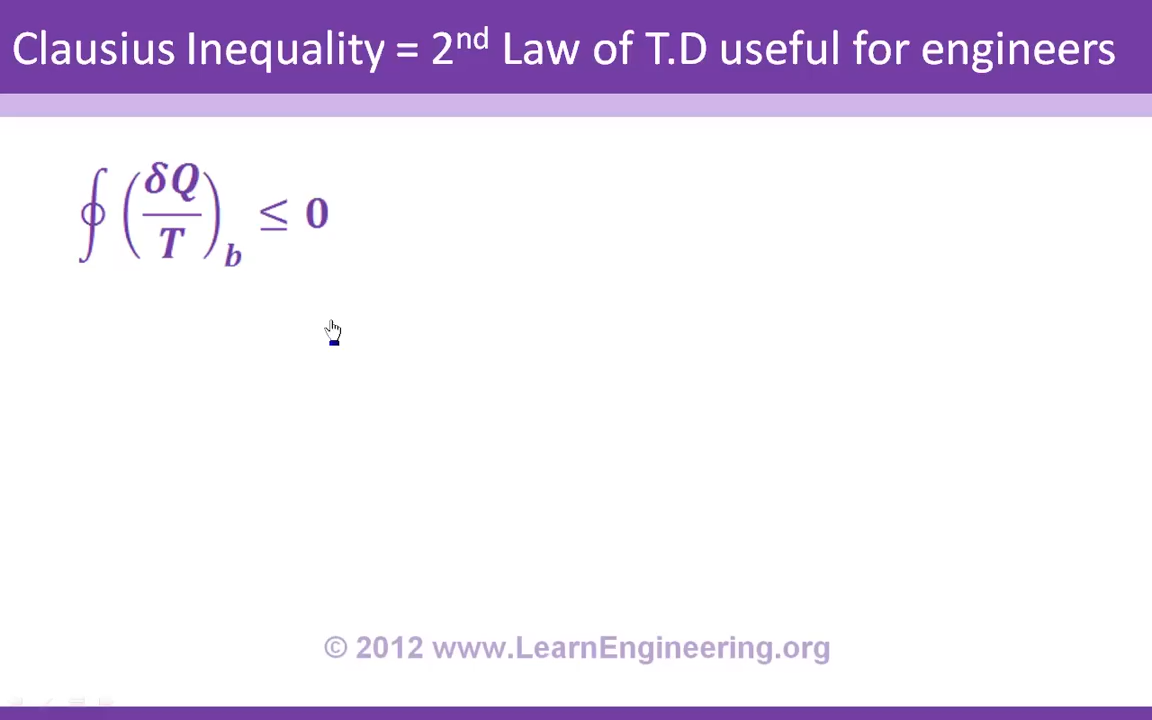 Clausius Inequality = 2nd Law of T.D useful for engineers
∮ (δQ/T)b ≤ 0
© 2012 www.LearnEngineering.org